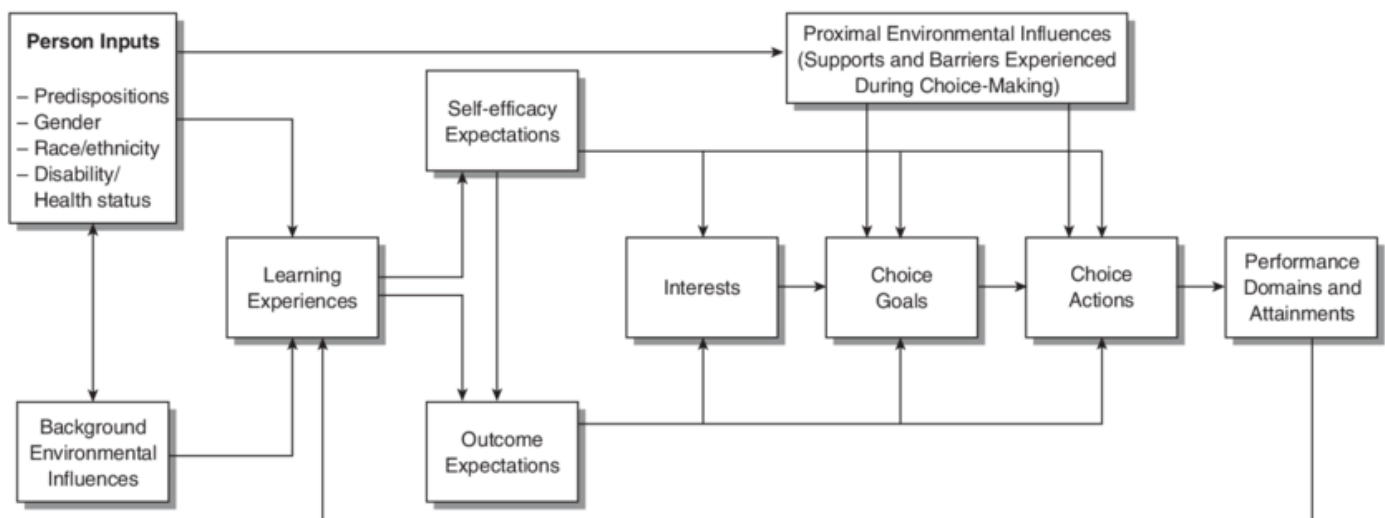 Person Inputs
– Predispositions
– Gender
– Race/ethnicity
– Disability/
Health status
Proximal Environmental Influences
(Supports and Barriers Experienced
During Choice-Making)
Self-efficacy
Expectations
Learning
Experiences
Interests
Choice
Goals
Choice
Actions
Performance
Domains and
Attainments
Background
Environmental
Influences
Outcome
Expectations